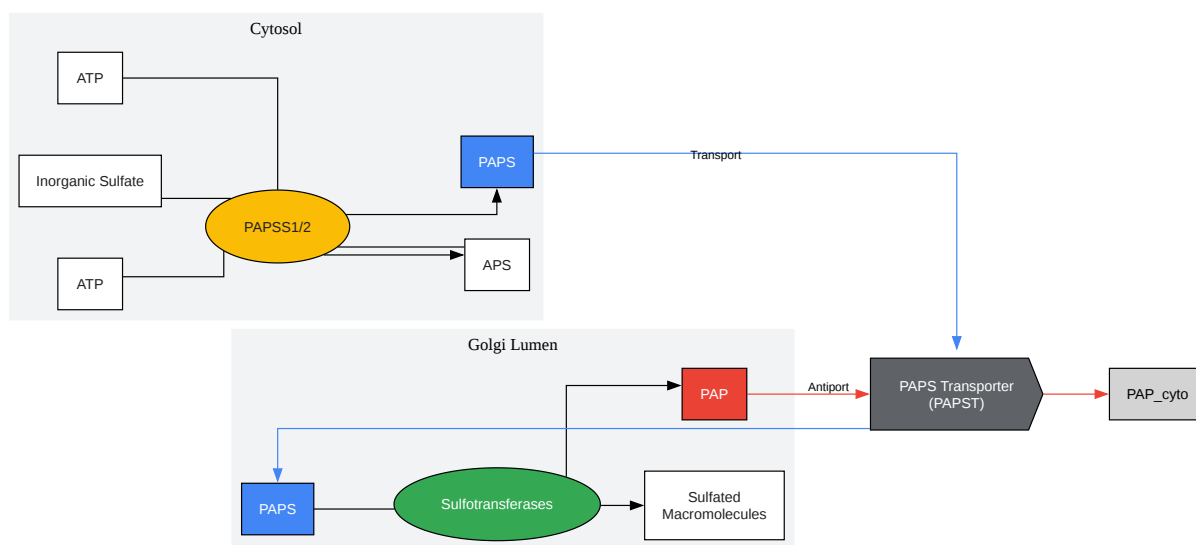 Cytosol
ATP
PAPS
Transport
Inorganic Sulfate
PAPSS1/2
APS
ATP
Golgi Lumen
PAP
Antiport
PAPS Transporter
(PAPST)
PAP_cyto
PAPS
Sulfotransferases
Sulfated
Macromolecules